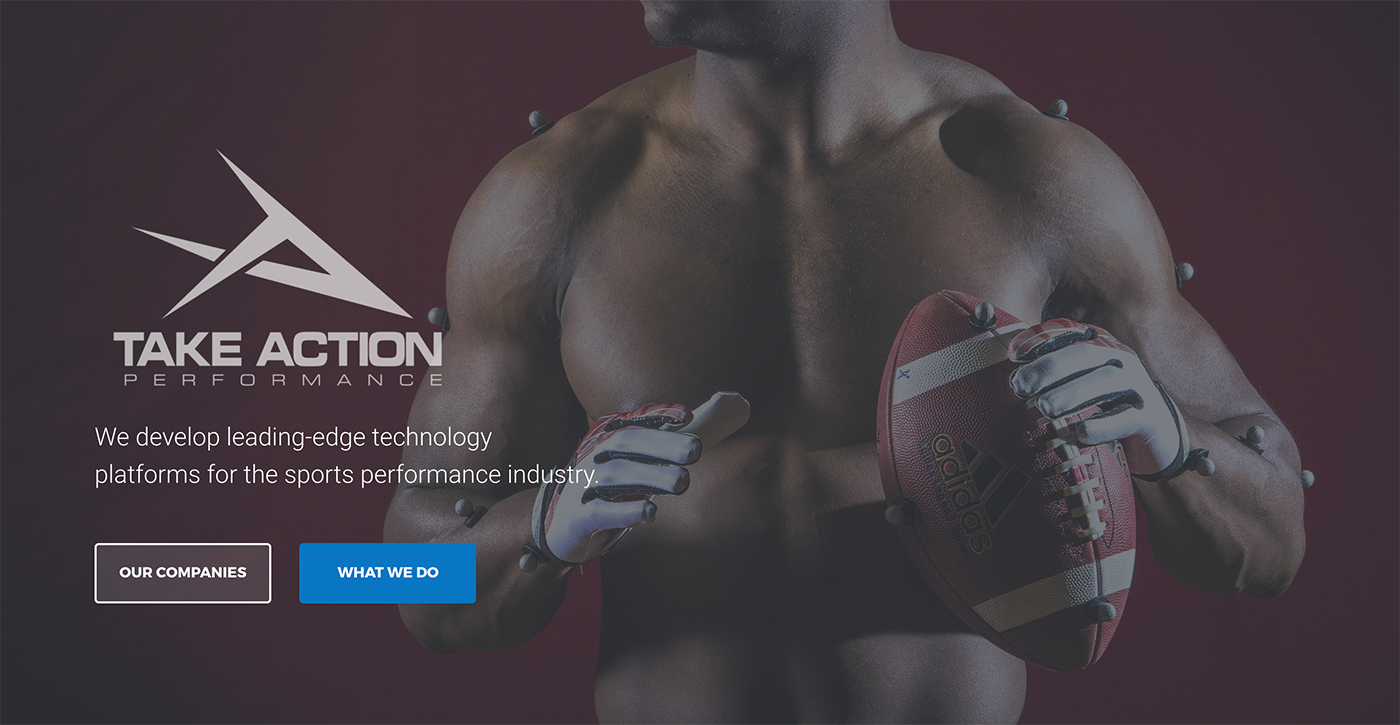 TAKE ACTION
PERFORMANCE
We develop leading-edge technology
platforms for the sports performance industry.
OUR COMPANIES
WHAT WE DO
adidas